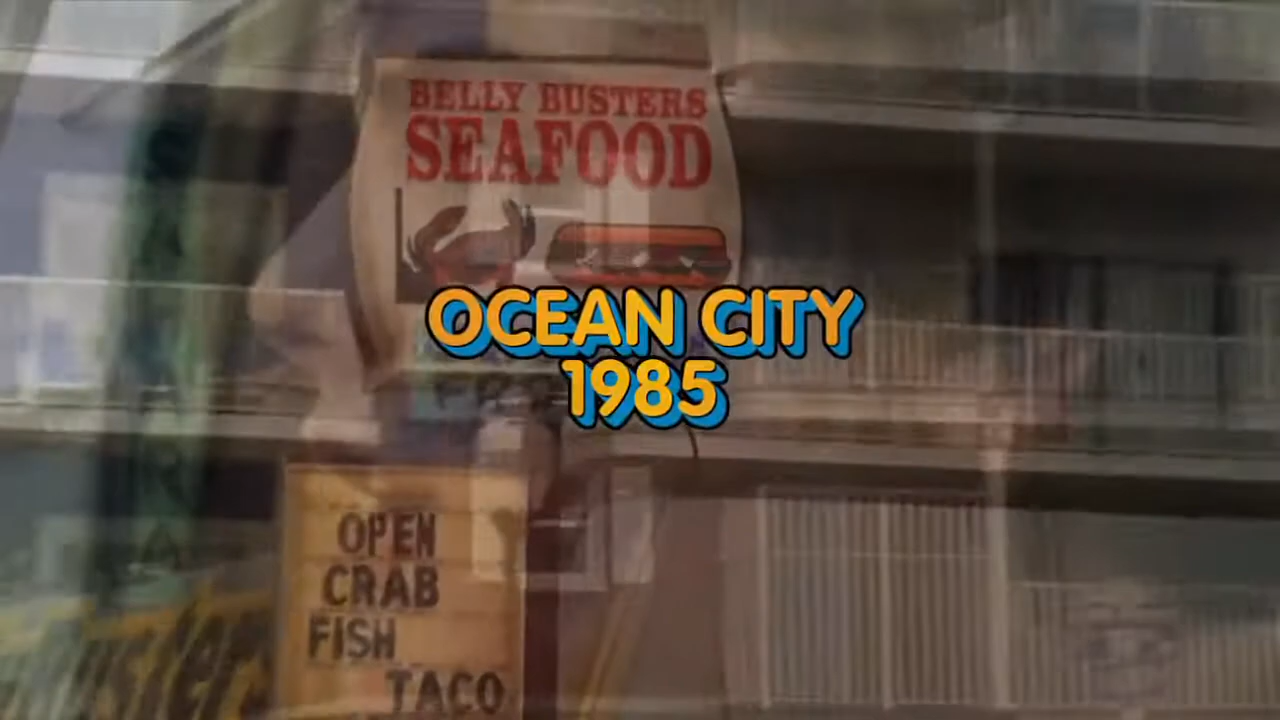 BELLY BUSTERS
SEAFOOD
OCEAN CITY
1985
OPEN
CRAB
FISH
TACO